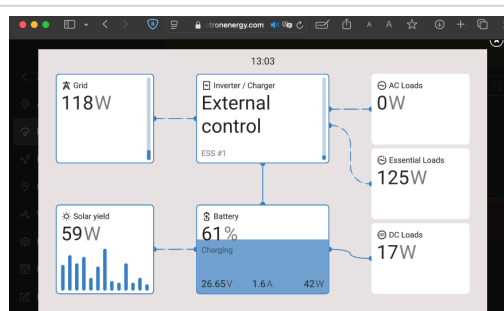 tronenergy.com
A A
13:03
Grid
118W
Inverter / Charger
External
control
ESS #1
AC Loads
0W
Essential Loads
125W
Solar yield
59W
Battery
61%
Charging
26.65V 1.6A 42W
DC Loads
17W